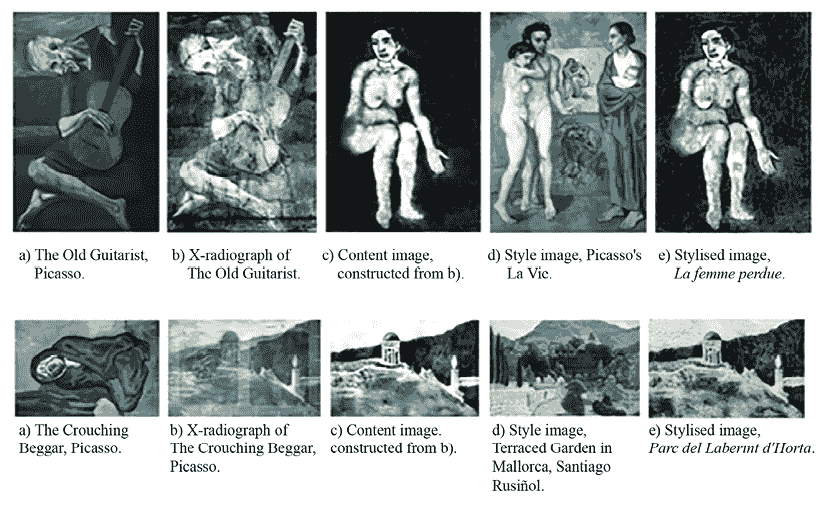 a) The Old Guitarist,
Picasso.
b) X-radiograph of
The Old Guitarist.
c) Content image,
constructed from b).
d) Style image, Picasso's
La Vic.
e) Stylised image,
La femme perdue.
a) The Crouching
Beggar, Picasso.
b) X-radiograph of
The Crouching Beggar,
Picasso.
c) Content image.
constructed from b).
d) Style image,
Terraced Garden in
Mallorca, Santiago
Rusiñol.
e) Stylised image,
Parc del Laberint d'Horta.